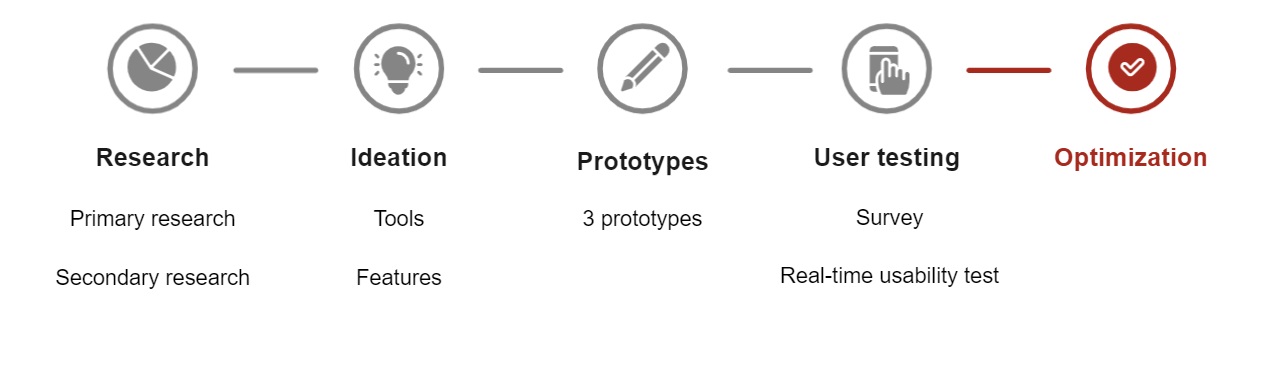 Research
Ideation
Prototypes
User testing
Optimization
Primary research
Tools
3 prototypes
Survey
Secondary research
Features
Real-time usability test